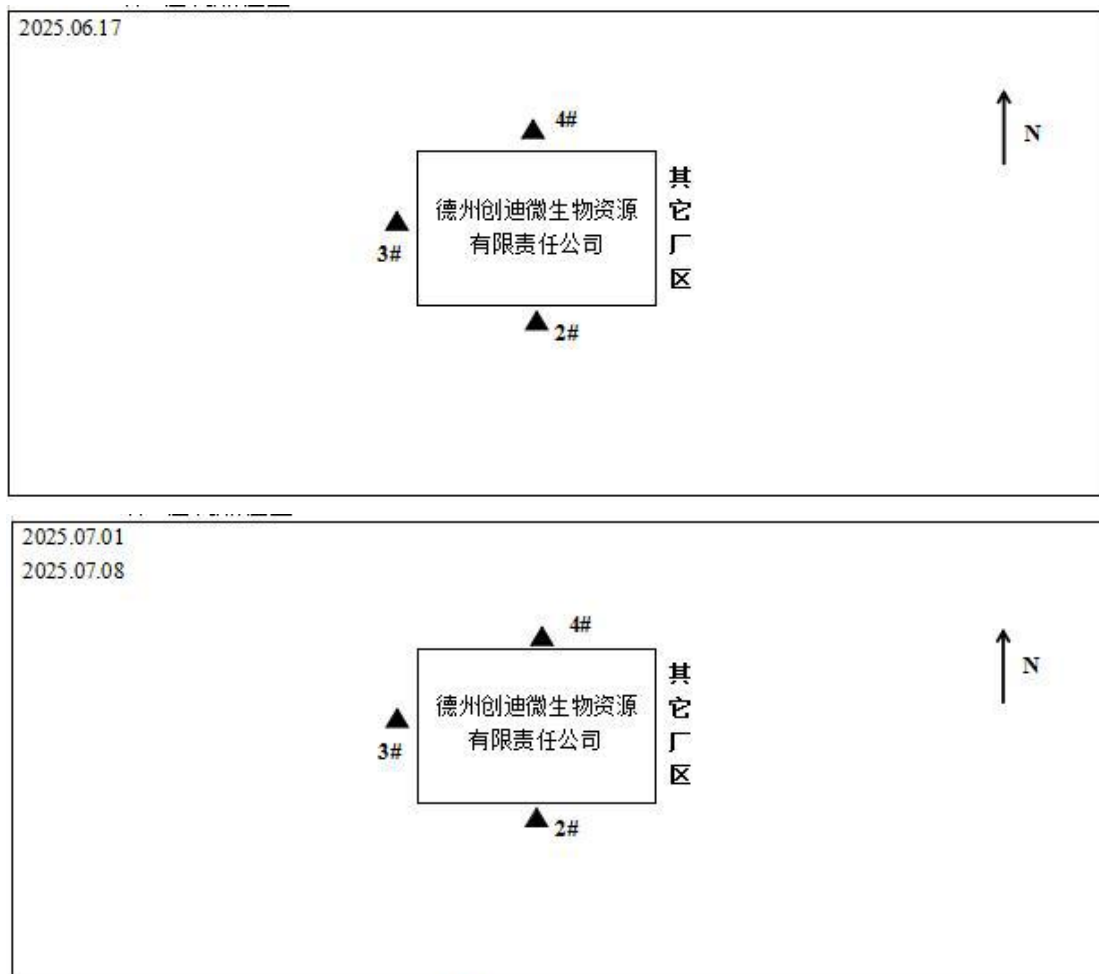 2025.06.17
4#
N
其它厂区
德州创迪微生物资源
有限责任公司
3#
2#
2025.07.01
2025.07.08
4#
N
其它厂区
德州创迪微生物资源
有限责任公司
3#
2#